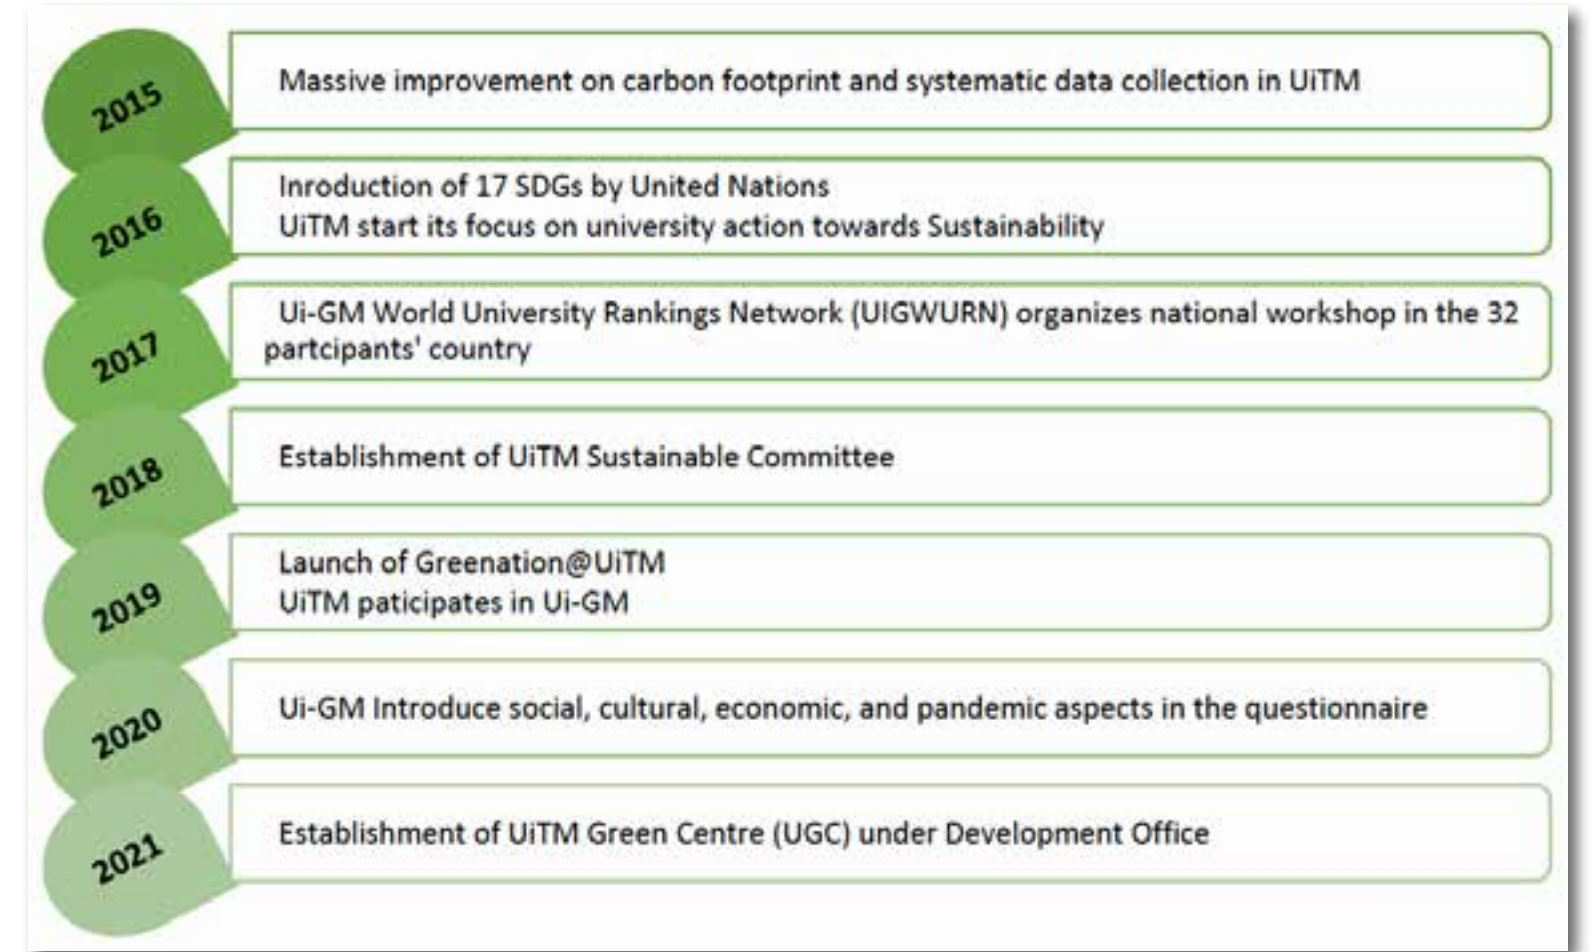 2015
Massive improvement on carbon footprint and systematic data collection in UiTM
2016
Inroduction of 17 SDGs by United Nations
UiTM start its focus on university action towards Sustainability
2017
Ui-GM World University Rankings Network (UIGWURN) organizes national workshop in the 32
partcipants' country
2018
Establishment of UiTM Sustainable Committee
2019
Launch of Greenation@UiTM
UiTM paticipates in Ui-GM
2020
Ui-GM Introduce social, cultural, economic, and pandemic aspects in the questionnaire
2021
Establishment of UiTM Green Centre (UGC) under Development Office